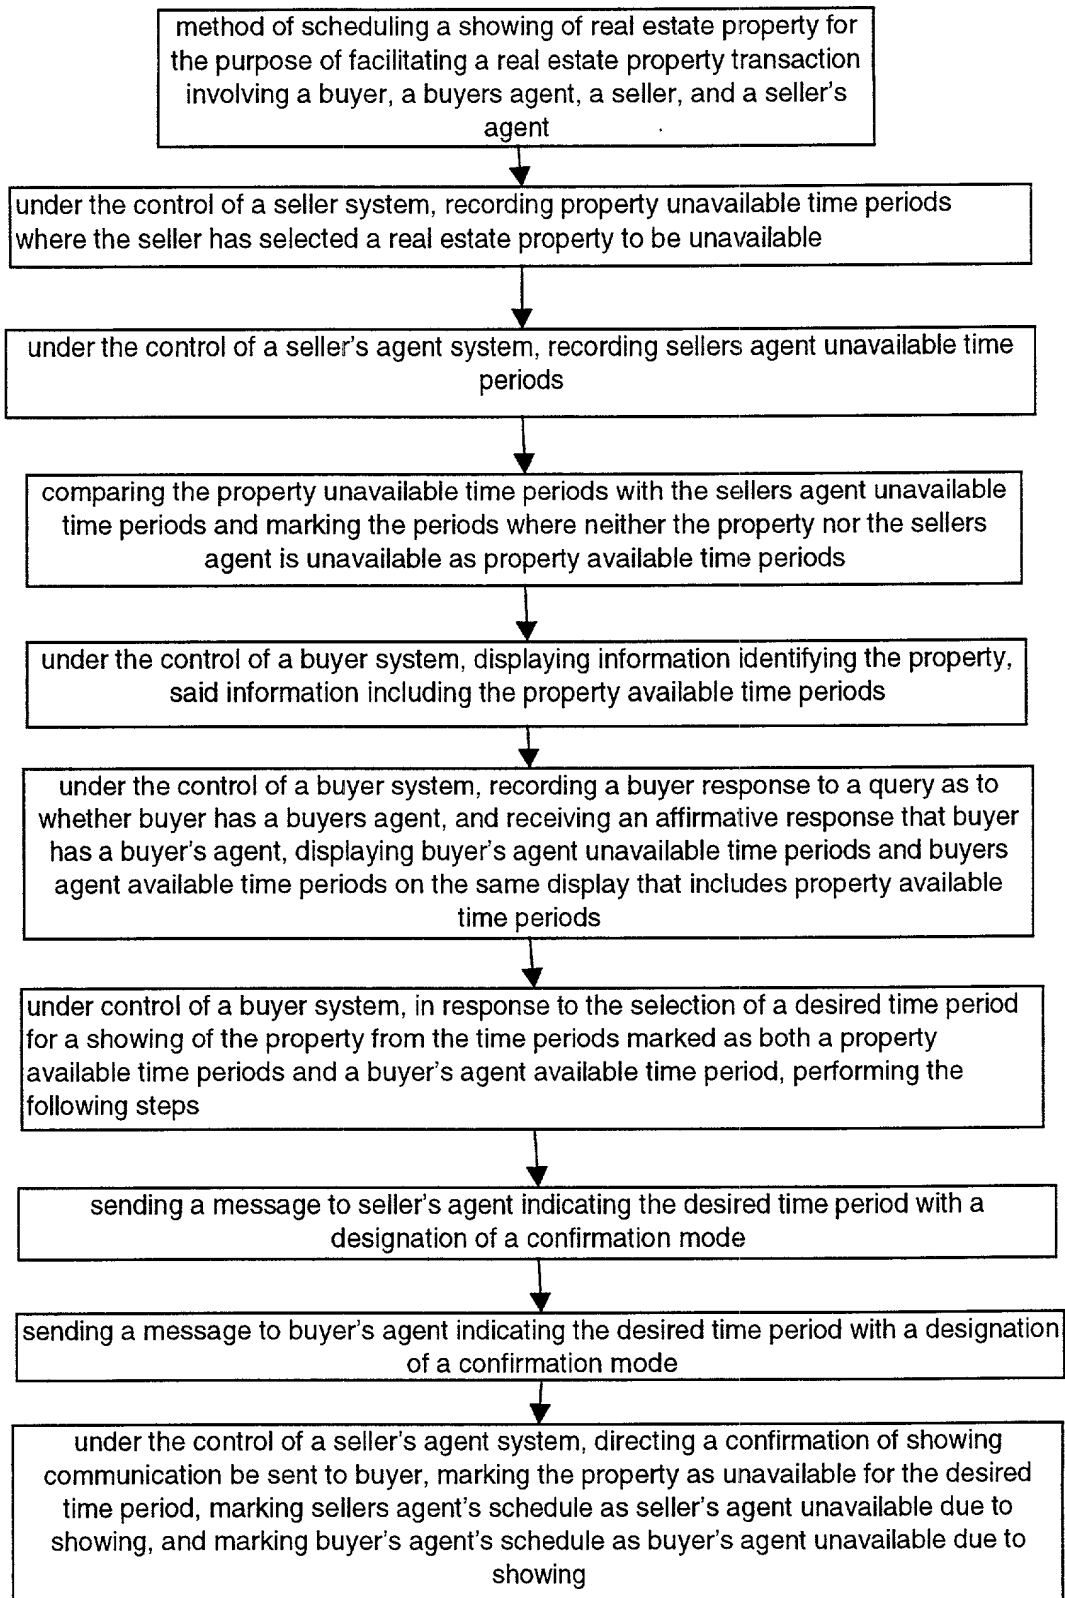 method of scheduling a showing of real estate property for
the purpose of facilitating a real estate property transaction
involving a buyer, a buyers agent, a seller, and a seller's
agent
under the control of a seller system, recording property unavailable time periods
where the seller has selected a real estate property to be unavailable
under the control of a seller's agent system, recording sellers agent unavailable time
periods
comparing the property unavailable time periods with the sellers agent unavailable
time periods and marking the periods where neither the property nor the sellers
agent is unavailable as property available time periods
under the control of a buyer system, displaying information identifying the property,
said information including the property available time periods
under the control of a buyer system, recording a buyer response to a query as to
whether buyer has a buyers agent, and receiving an affirmative response that buyer
has a buyer's agent, displaying buyer's agent unavailable time periods and buyers
agent available time periods on the same display that includes property available
time periods
under control of a buyer system, in response to the selection of a desired time period
for a showing of the property from the time periods marked as both a property
available time periods and a buyer's agent available time period, performing the
following steps
sending a message to seller's agent indicating the desired time period with a
designation of a confirmation mode
sending a message to buyer's agent indicating the desired time period with a designation
of a confirmation mode
under the control of a seller's agent system, directing a confirmation of showing
communication be sent to buyer, marking the property as unavailable for the desired
time period, marking sellers agent's schedule as seller's agent unavailable due to
showing, and marking buyer's agent's schedule as buyer's agent unavailable due to
showing